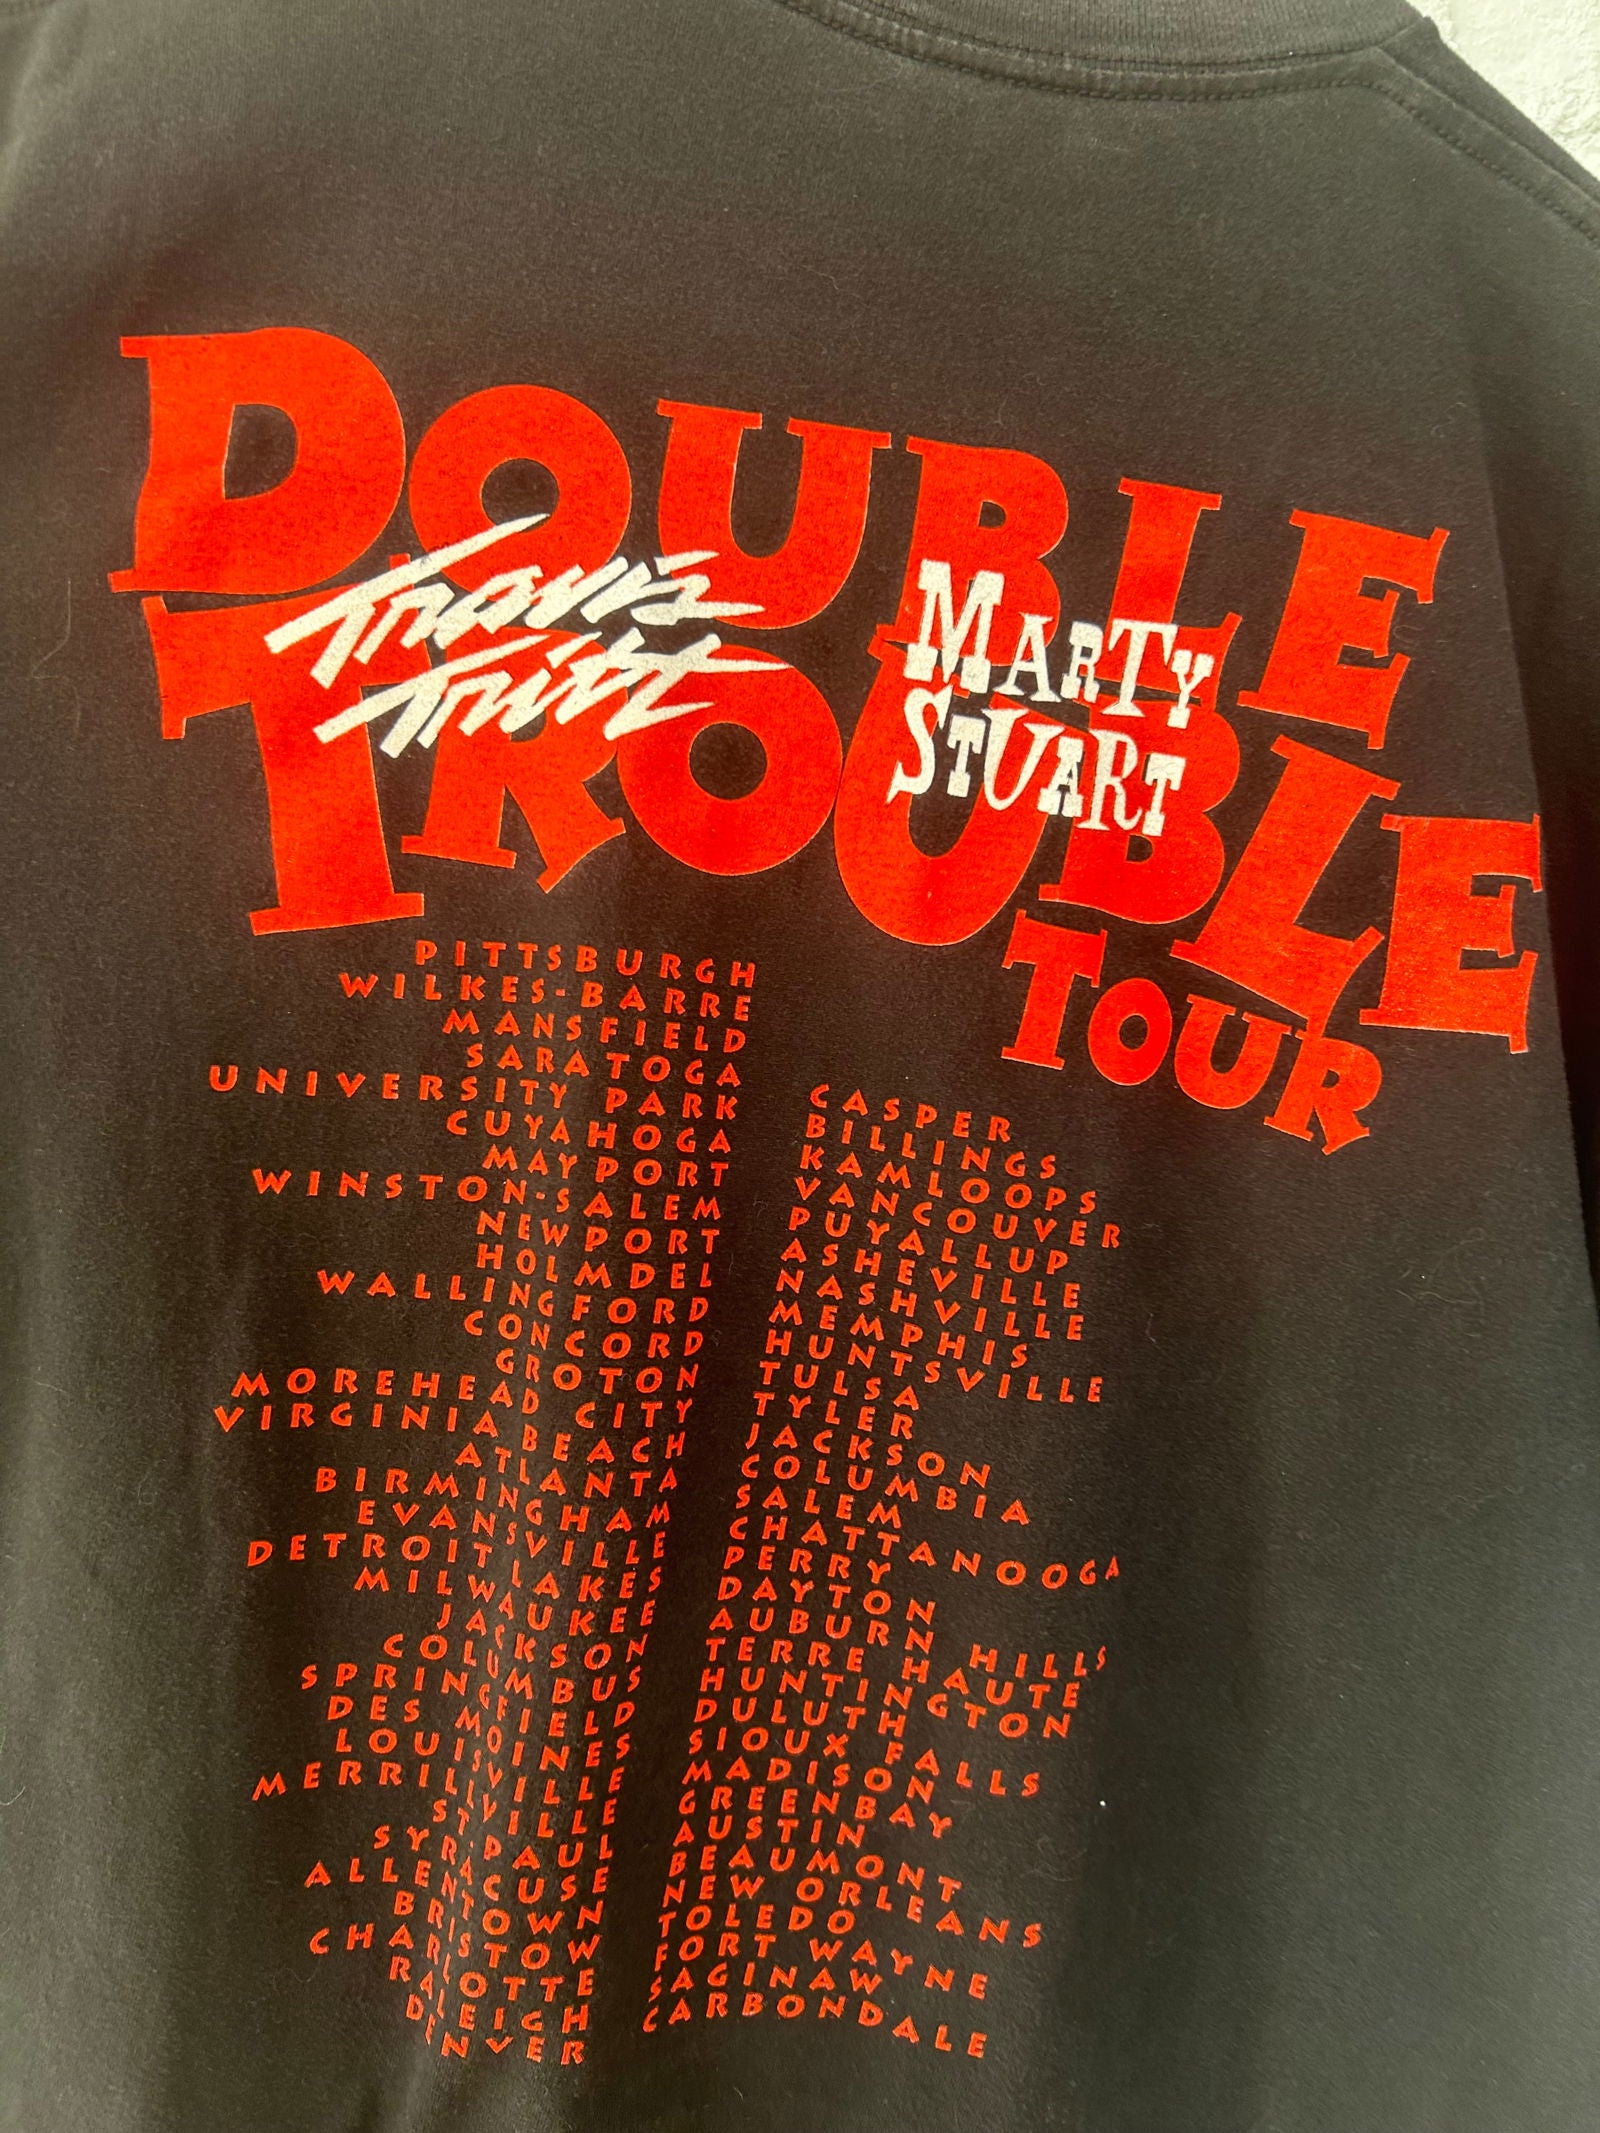 DOUBLE
TROUBLE
Travis
Tritt
MARTY
STUART
TOUR
PITTSBURGH
WILKES-BARRE
MANSFIELD
SARATOGA
UNIVERSITY PARK
CUYAHOGA
MAYPORT
WINSTON-SALEM
NEWPORT
HOLMDEL
WALLINGFORD
CONCORD
GROTON
MOREHEAD CITY
VIRGINIA BEACH
ATLANTA
BIRMINGHAM
EVANSVILLE
DETROIT LAKES
MILWAUKEE
JACKSON
COLUMBUS
SPRINGFIELD
DES MOINES
LOUISVILLE
MERRILLVILLE
ST. PAUL
SYRACUSE
ALLENTOWN
BRISTOW
CHARLOTTE
RALEIGH
DENVER
CASPER
BILLINGS
KAMLOOPS
VANCOUVER
PUYALLUP
ASHEVILLE
NASHVILLE
MEMPHIS
HUNTSVILLE
TULSA
TYLER
JACKSON
COLUMBIA
SALEM
CHATTANOOGA
PERRY
DAYTON
AUBURN HILLS
TERRE HAUTE
HUNTINGTON
DULUTH
SIOUX FALLS
MADISON
GREENBAY
AUSTIN
BEAUMONT
NEW ORLEANS
TOLEDO
FORT WAYNE
SAGINAW
CARBONDALE